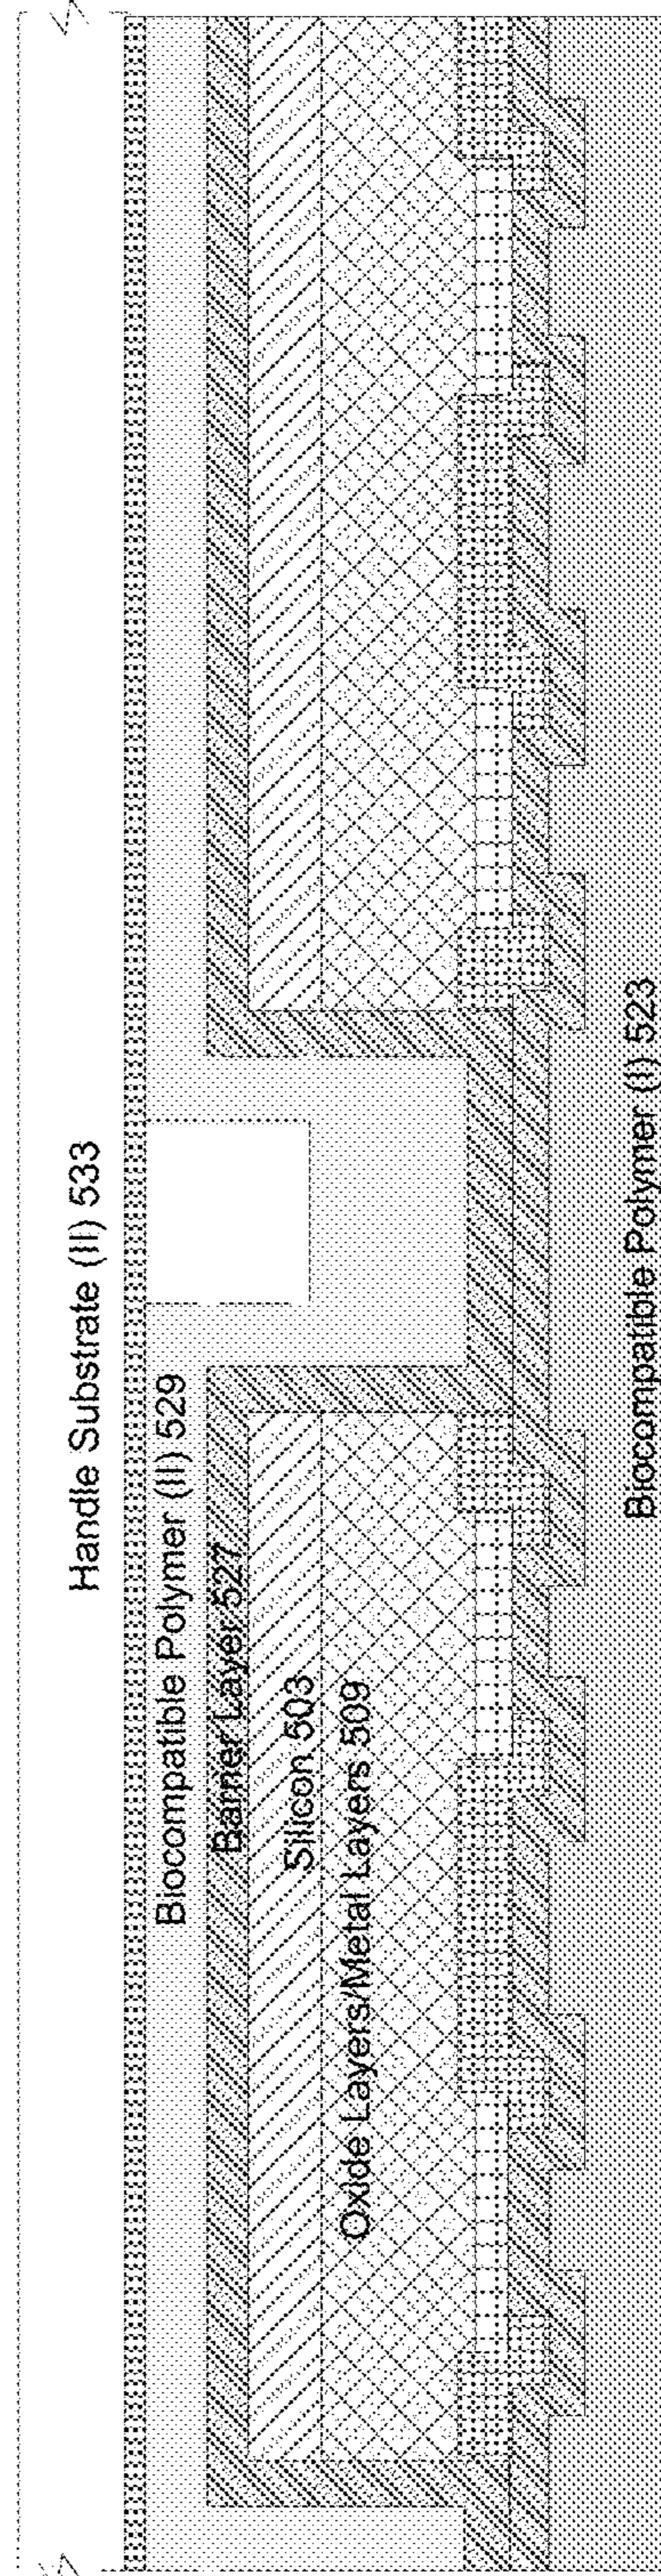 Handle Substrate (II) 533
Biocompatible Polymer (II) 529
Barrier Layer 527
Silicon 503
Oxide Layers/Metal Layers 509
Biocompatible Polymer (I) 523